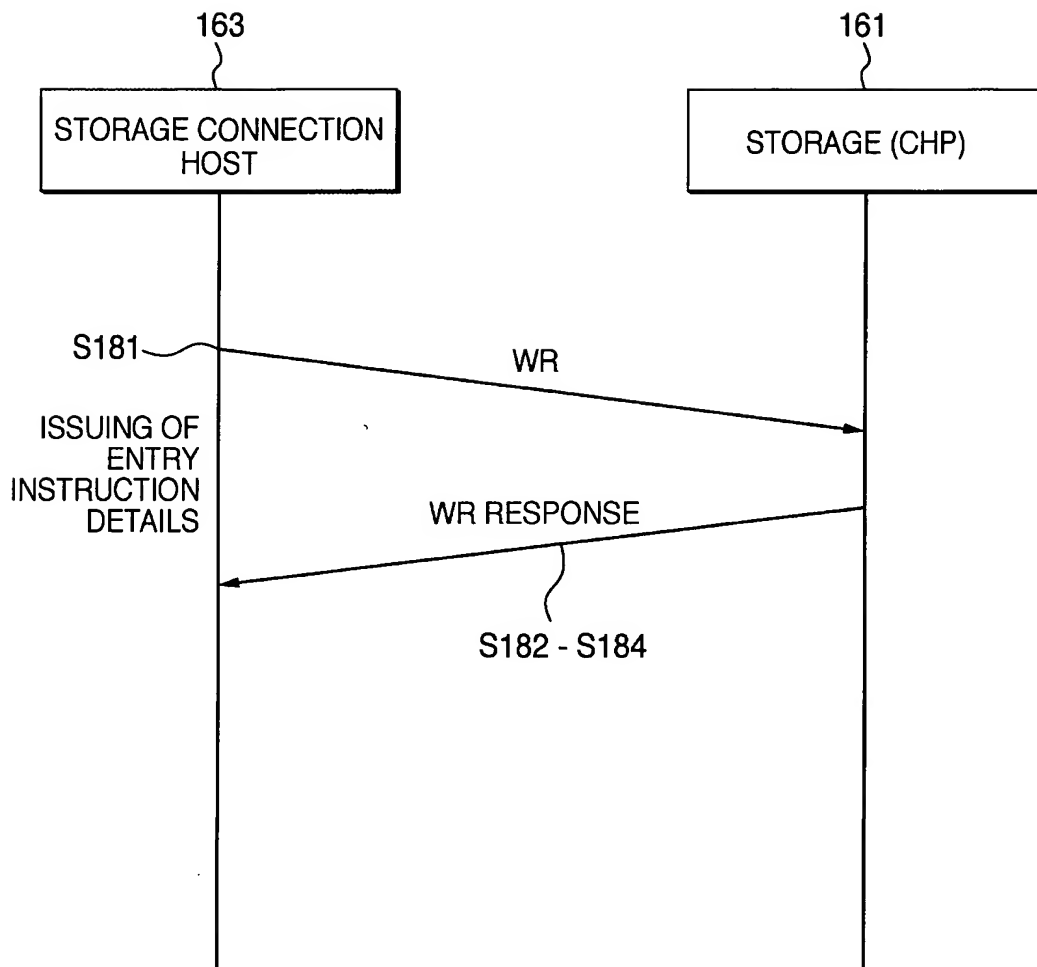 163
161
STORAGE CONNECTION
HOST
STORAGE (CHP)
S181
WR
ISSUING OF
ENTRY
INSTRUCTION
DETAILS
WR RESPONSE
S182 - S184